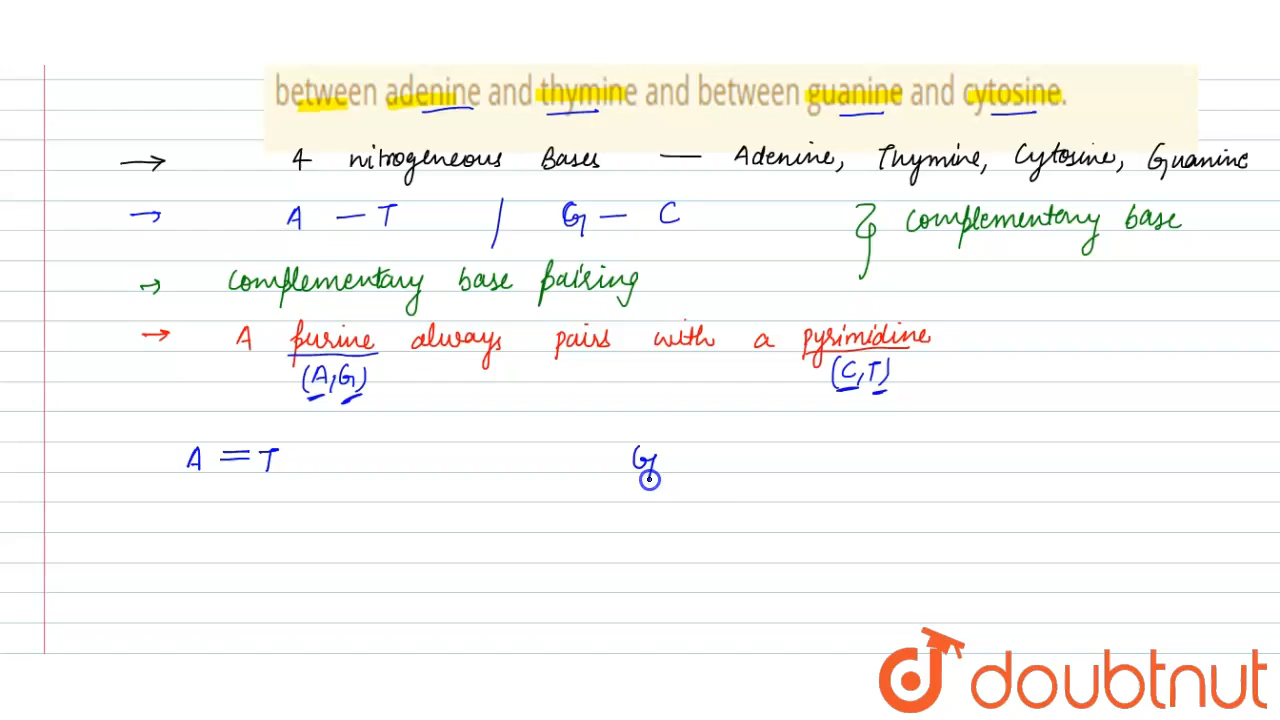 between adenine and thymine and between guanine and cytosine.
→ 4 nitrogeneous Bases — Adenine, Thymine, Cytosine, Guanine
→ A — T / G — C } complementary base
→ complementary base pairing
→ A purine always pairs with a pyrimidine
(A,G) (C,T)
A = T G
doubtnut